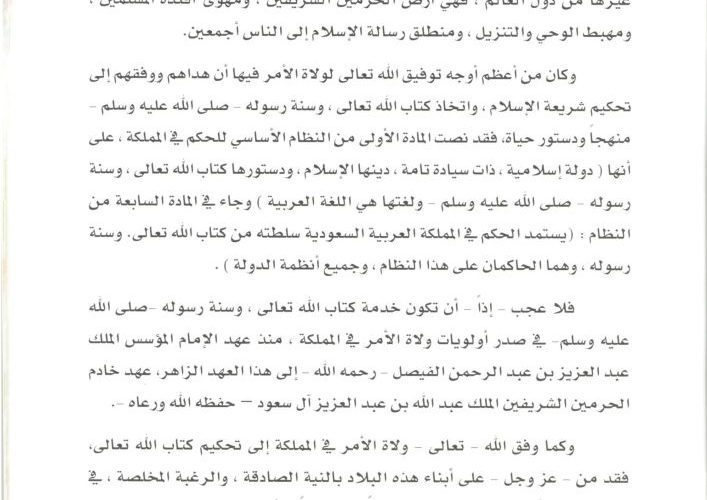 غيرها من دول العالم ، فهي أرض الحرمين الشريفين ، ومهوى أفئدة المسلمين ،
ومهبط الوحي والتنزيل ، ومنطلق رسالة الإسلام إلى الناس أجمعين.
وكان من أعظم أوجه توفيق الله تعالى لولاة الأمر فيها أن هداهم ووفقهم إلى
تحكيم شريعة الإسلام ، واتخاذ كتاب الله تعالى ، وسنة رسوله – صلى الله عليه وسلم –
منهجاً ودستور حياة، فقد نصت المادة الأولى من النظام الأساسي للحكم في المملكة ، على
أنها ( دولة إسلامية ، ذات سيادة تامة ، دينها الإسلام ، ودستورها كتاب الله تعالى ، وسنة
رسوله – صلى الله عليه وسلم – ولغتها هي اللغة العربية ) وجاء في المادة السابعة من
النظام : (يستمد الحكم في المملكة العربية السعودية سلطته من كتاب الله تعالى. وسنة
رسوله ، وهما الحاكمان على هذا النظام ، وجميع أنظمة الدولة ) .
فلا عجب – إذاً – أن تكون خدمة كتاب الله تعالى ، وسنة رسوله –صلى الله
عليه وسلم– في صدر أولويات ولاة الأمر في المملكة ، منذ عهد الإمام المؤسس الملك
عبد العزيز بن عبد الرحمن الفيصل – رحمه الله – إلى هذا العهد الزاهر، عهد خادم
الحرمين الشريفين الملك عبد الله بن عبد العزيز آل سعود – حفظه الله ورعاه –.
وكما وفق الله – تعالى – ولاة الأمر في المملكة إلى تحكيم كتاب الله تعالى،
فقد من – عز وجل – على أبناء هذه البلاد بالنية الصادقة ، والرغبة المخلصة ، في